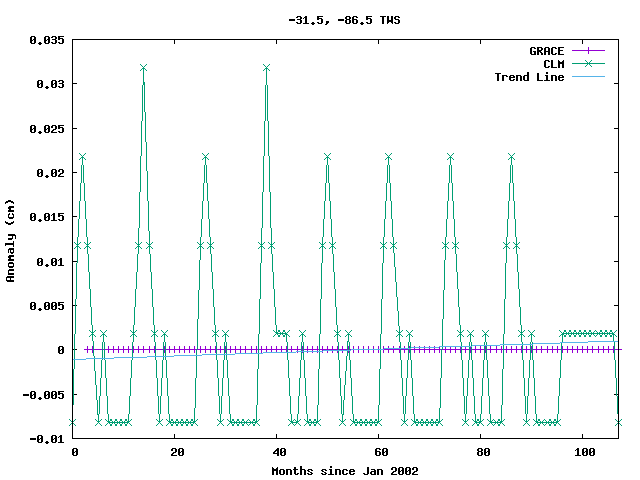 -31.5, -86.5 TWS
GRACE
CLM
Trend Line
0.035
0.03
0.025
0.02
0.015
0.01
0.005
0
-0.005
-0.01
Anomaly (cm)
0 20 40 60 80 100
Months since Jan 2002